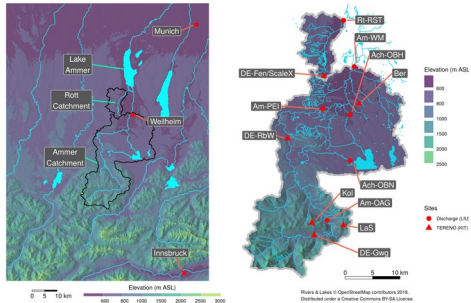 Munich
Lake
Ammer
Rott
Catchment
Weilheim
Ammer
Catchment
Innsbruck
0 5 10 km
Elevation (m ASL)
600 800 1000 1500 2000 2500 3000
Rt-RST
Am-WM
Ach-OBH
Ber
DE-Fen/ScaleX
Am-PEI
DE-RbW
Ach-OBN
Kol
Am-OAG
LaS
DE-Gwg
0 5 10 km
Elevation (m ASL)
600
800
1000
1500
2000
2500
Sites
Discharge (LfU)
TERENO (KIT)
Rivers & Lakes © OpenStreetMap contributors 2019,
Distributed under a Creative Commons BY-SA License.